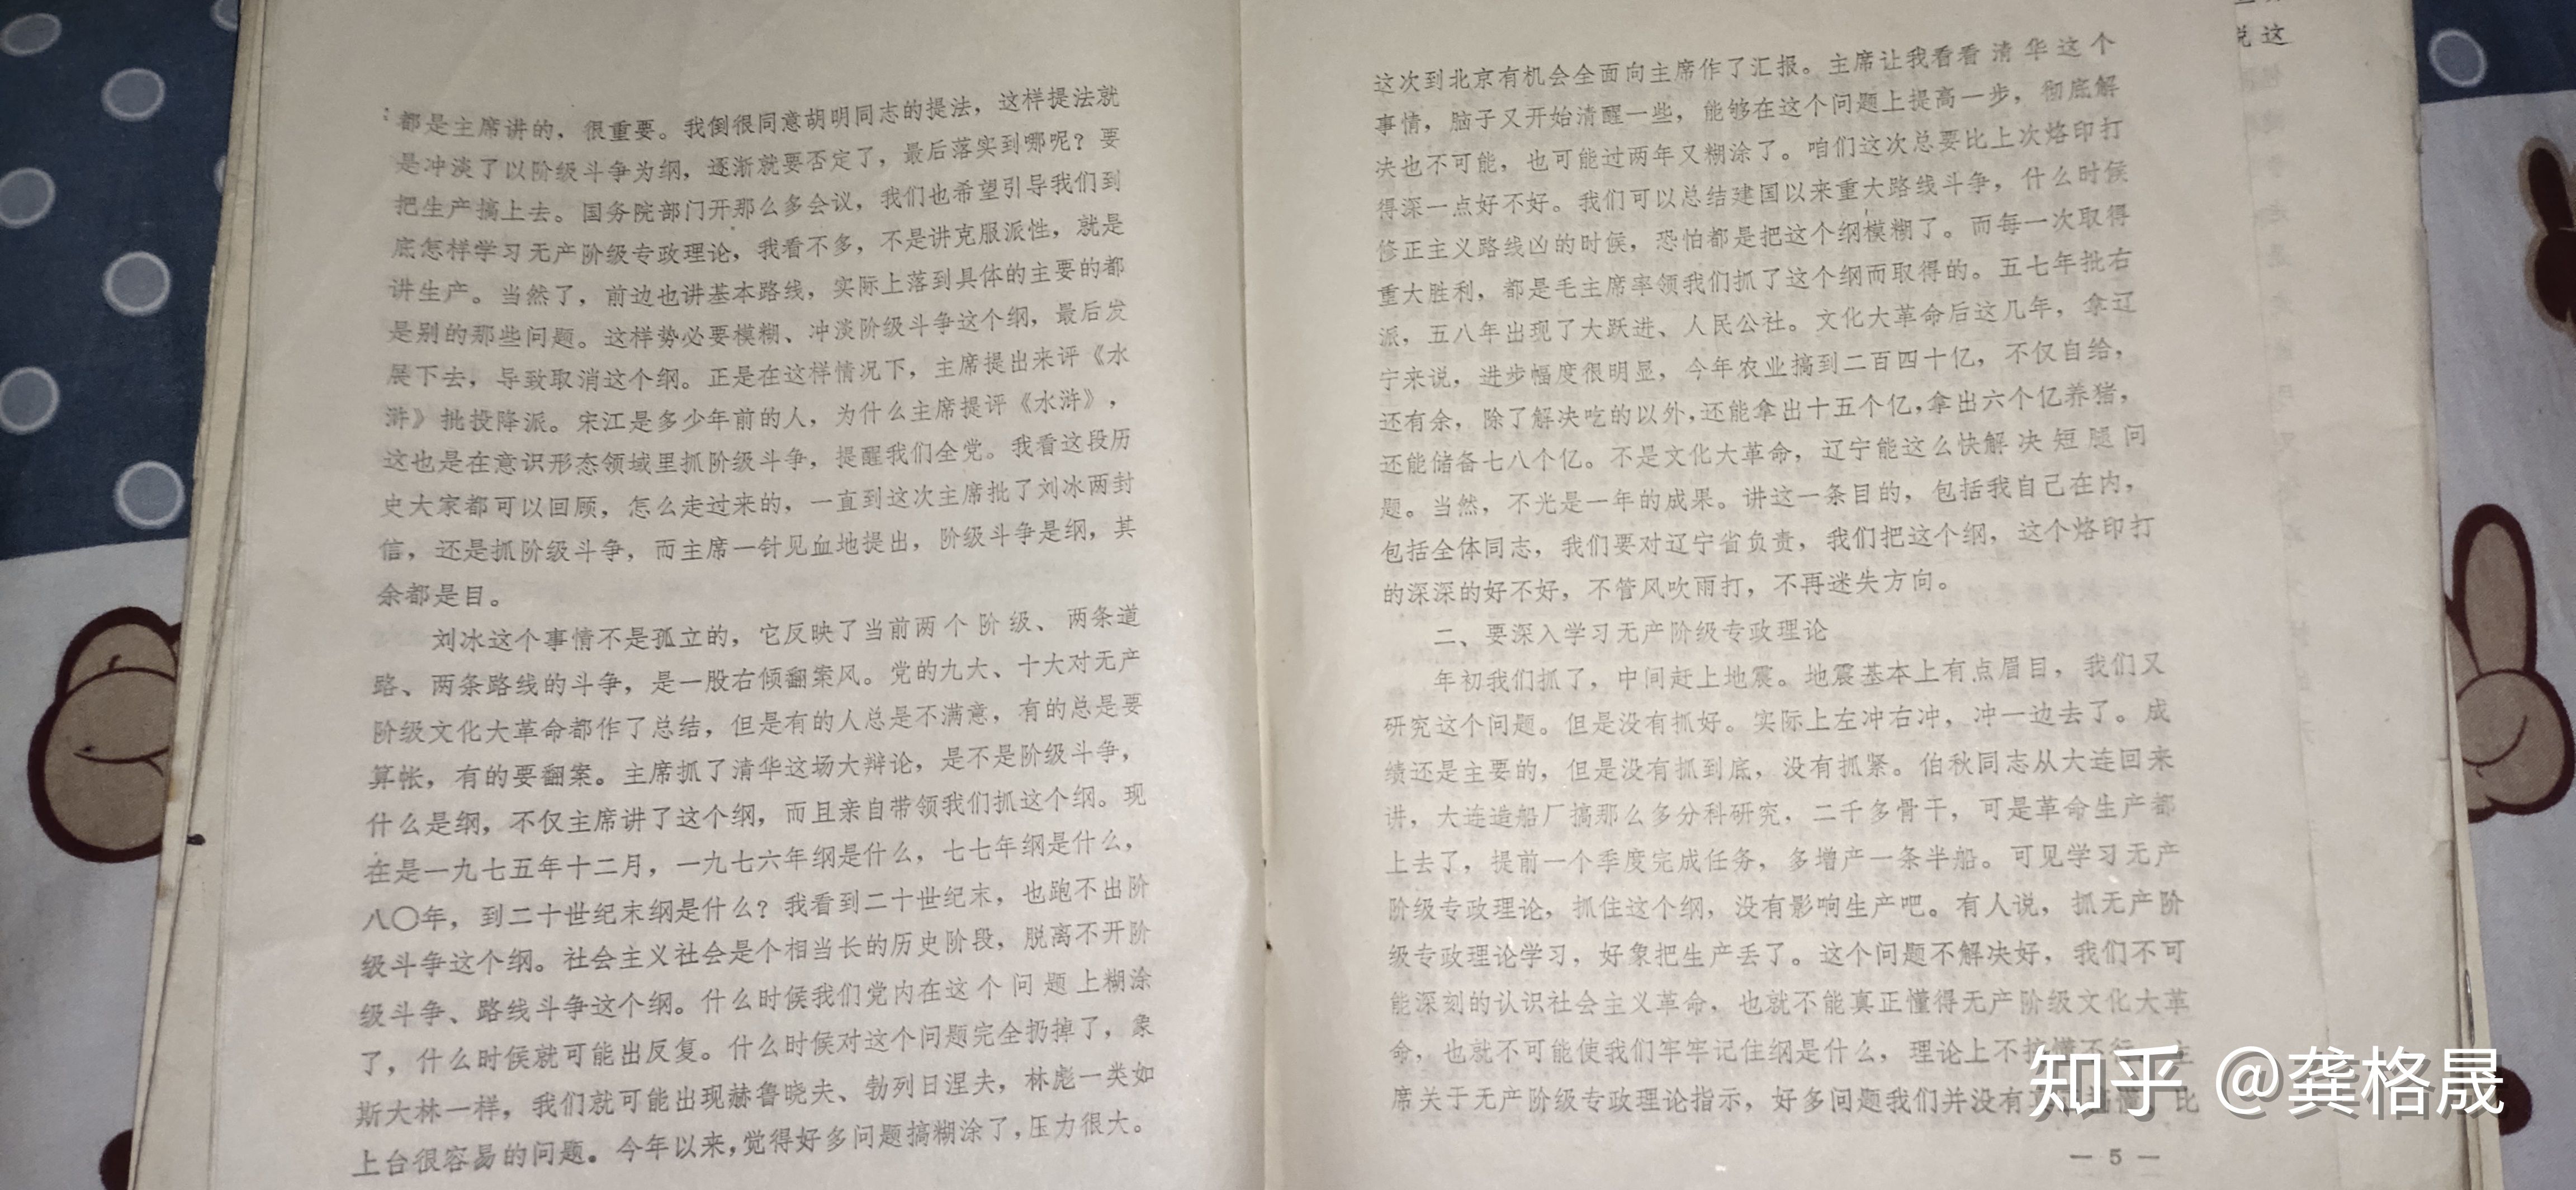 都是主席讲的，很重要。我倒很同意胡明同志的提法，这样提法就
是冲淡了以阶级斗争为纲，逐渐就要否定了，最后落实到哪呢？要
把生产搞上去。国务院部门开那么多会议，我们也希望引导我们到
底怎样学习无产阶级专政理论，我看不多，不是讲克服派性，就是
讲生产。当然了，前边也讲基本路线，实际上落到具体的主要的都
是别的那些问题。这样势必要模糊、冲淡阶级斗争这个纲，最后发
展下去，导致取消这个纲。正是在这样情况下，主席提出来评《水
浒》批投降派。宋江是多少年前的人，为什么主席提评《水浒》，
这也是在意识形态领域里抓阶级斗争，提醒我们全党。我看这段历
史大家都可以回顾，怎么走过来的，一直到这次主席批了刘冰两封
信，还是抓阶级斗争，而主席一针见血地提出，阶级斗争是纲，其
余都是目。
刘冰这个事情不是孤立的，它反映了当前两个阶级、两条道
路、两条路线的斗争，是一股右倾翻案风。党的九大、十大对无产
阶级文化大革命都作了总结，但是有的人总是不满意，有的总是要
算帐，有的要翻案。主席抓了清华这场大辩论，是不是阶级斗争，
什么是纲，不仅主席讲了这个纲，而且亲自带领我们抓这个纲。现
在是一九七五年十二月，一九七六年纲是什么，七七年纲是什么，
八〇年，到二十世纪末纲是什么？我看到二十世纪末，也跑不出阶
级斗争这个纲。社会主义社会是个相当长的历史阶段，脱离不开阶
级斗争、路线斗争这个纲。什么时候我们党内在这个问题上糊涂
了，什么时侯就可能出反复。什么时候对这个问题完全扔掉了，象
斯大林一样，我们就可能出现赫鲁晓夫、勃列日涅夫，林彪一类如
上台很容易的问题。今年以来，觉得好多问题搞糊涂了，压力很大。
这次到北京有机会全面向主席作了汇报。主席让我看看清华这个
事情，脑子又开始清醒一些，能够在这个问题上提高一步，彻底解
决也不可能，也可能过两年又糊涂了。咱们这次总要比上次烙印打
得深一点好不好。我们可以总结建国以来重大路线斗争，什么时候
修正主义路线凶的时候，恐怕都是把这个纲模糊了。而每一次取得
重大胜利，都是毛主席率领我们抓了这个纲而取得的。五七年批右
派，五八年出现了大跃进、人民公社。文化大革命后这几年，拿辽
宁来说，进步幅度很明显，今年农业搞到二百四十亿，不仅自给，
还有余，除了解决吃的以外，还能拿出十五个亿，拿出六个亿养猪，
还能储备七八个亿。不是文化大革命，辽宁能这么快解决短腿问
题。当然，不光是一年的成果。讲这一条目的，包括我自己在内，
包括全体同志，我们要对辽宁省负责，我们把这个纲，这个烙印打
的深深的好不好，不管风吹雨打，不再迷失方向。
二、要深入学习无产阶级专政理论
年初我们抓了，中间赶上地震。地震基本上有点眉目，我们又
研究这个问题。但是没有抓好。实际上左冲右冲，冲一边去了。成
绩还是主要的，但是没有抓到底，没有抓紧。伯秋同志从大连回来
讲，大连造船厂搞那么多分科研究，二千多骨干，可是革命生产都
上去了，提前一个季度完成任务，多增产一条半船。可见学习无产
阶级专政理论，抓住这个纲，没有影响生产吧。有人说，抓无产阶
级专政理论学习，好象把生产丢了。这个问题不解决好，我们不可
能深刻的认识社会主义革命，也就不能真正懂得无产阶级文化大革
命，也就不可能使我们牢牢记住纲是什么，理论上不搞懂不行。主
席关于无产阶级专政理论指示，好多问题我们并没有 比
— 5 —
说这
知乎 @龚格晟